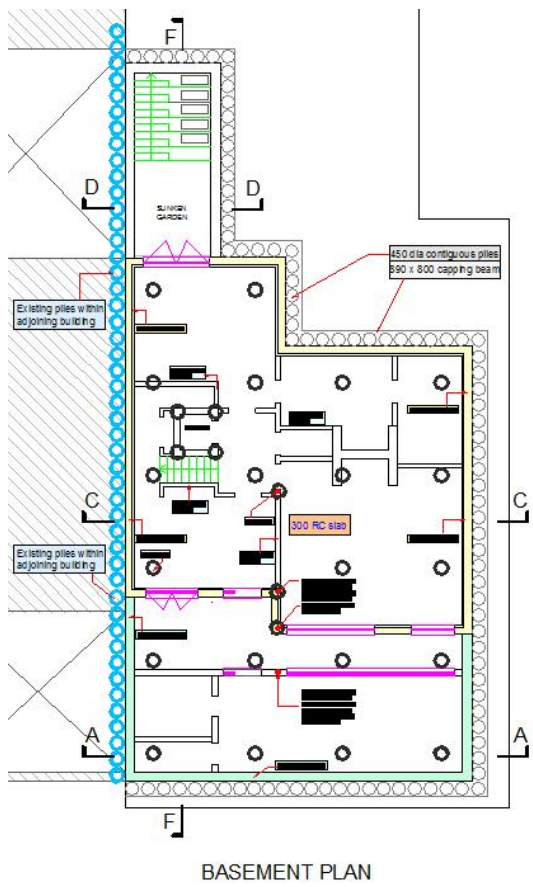 F
D
D
SUNKEN
GARDEN
450 dia contiguous piles
890 x 800 capping beam
Existing piles within
adjoining building
C
C
300 RC slab
Existing piles within
adjoining building
A
A
F
BASEMENT PLAN